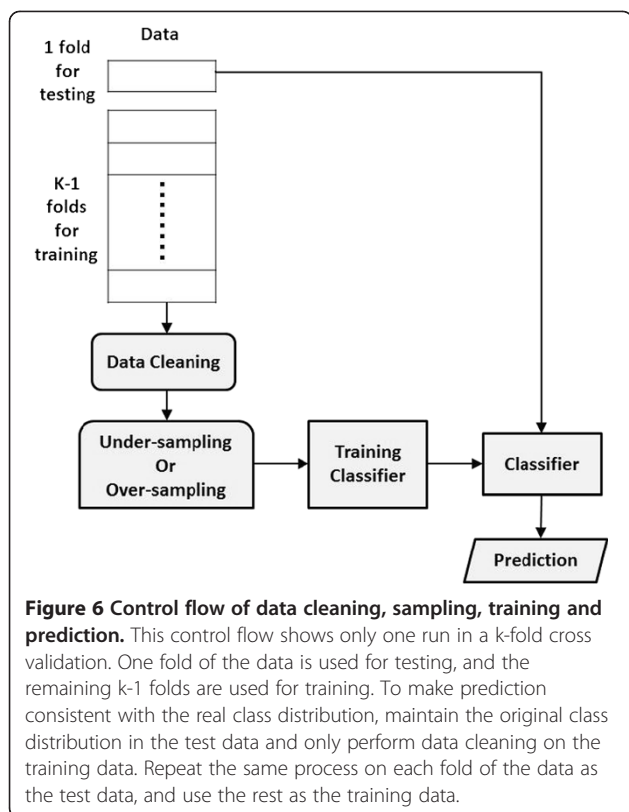 Data
1 fold
for
testing
K-1
folds
for
training
Data Cleaning
Under-sampling
Or
Over-sampling
Training
Classifier
Classifier
Prediction
Figure 6 Control flow of data cleaning, sampling, training and
prediction. This control flow shows only one run in a k-fold cross
validation. One fold of the data is used for testing, and the
remaining k-1 folds are used for training. To make prediction
consistent with the real class distribution, maintain the original class
distribution in the test data and only perform data cleaning on the
training data. Repeat the same process on each fold of the data as
the test data, and use the rest as the training data.